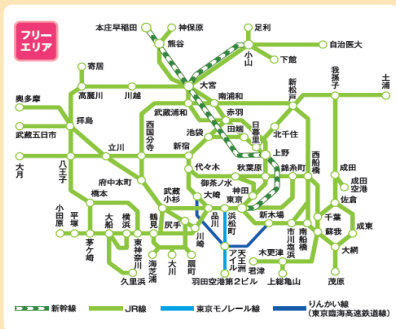 フリー
エリア
本庄早稲田
神保原
足利
熊谷
小山
自治医大
下館
寄居
大宮
高麗川
川越
南浦和
新松戸
我孫子
土浦
奥多摩
武蔵浦和
赤羽
拝島
武蔵五日市
西国分寺
池袋
田端
日暮里
北千住
立川
新宿
上野
西船橋
大月
八王子
代々木
秋葉原
錦糸町
成田
成田
空港
府中本町
御茶ノ水
神田
佐倉
橋本
武蔵
小杉
大崎
品川
浜松町
東京
新木場
千葉
成東
小田原
平塚
茅ヶ崎
大船
横浜
東神奈川
鶴見
尻手
川崎
市川塩浜
南船橋
蘇我
大網
久里浜
海芝浦
大川
扇町
天王洲
アイル
羽田空港第2ビル
木更津
君津
上総亀山
茂原
新幹線
JR線
東京モノレール線
りんかい線
(東京臨海高速鉄道線)